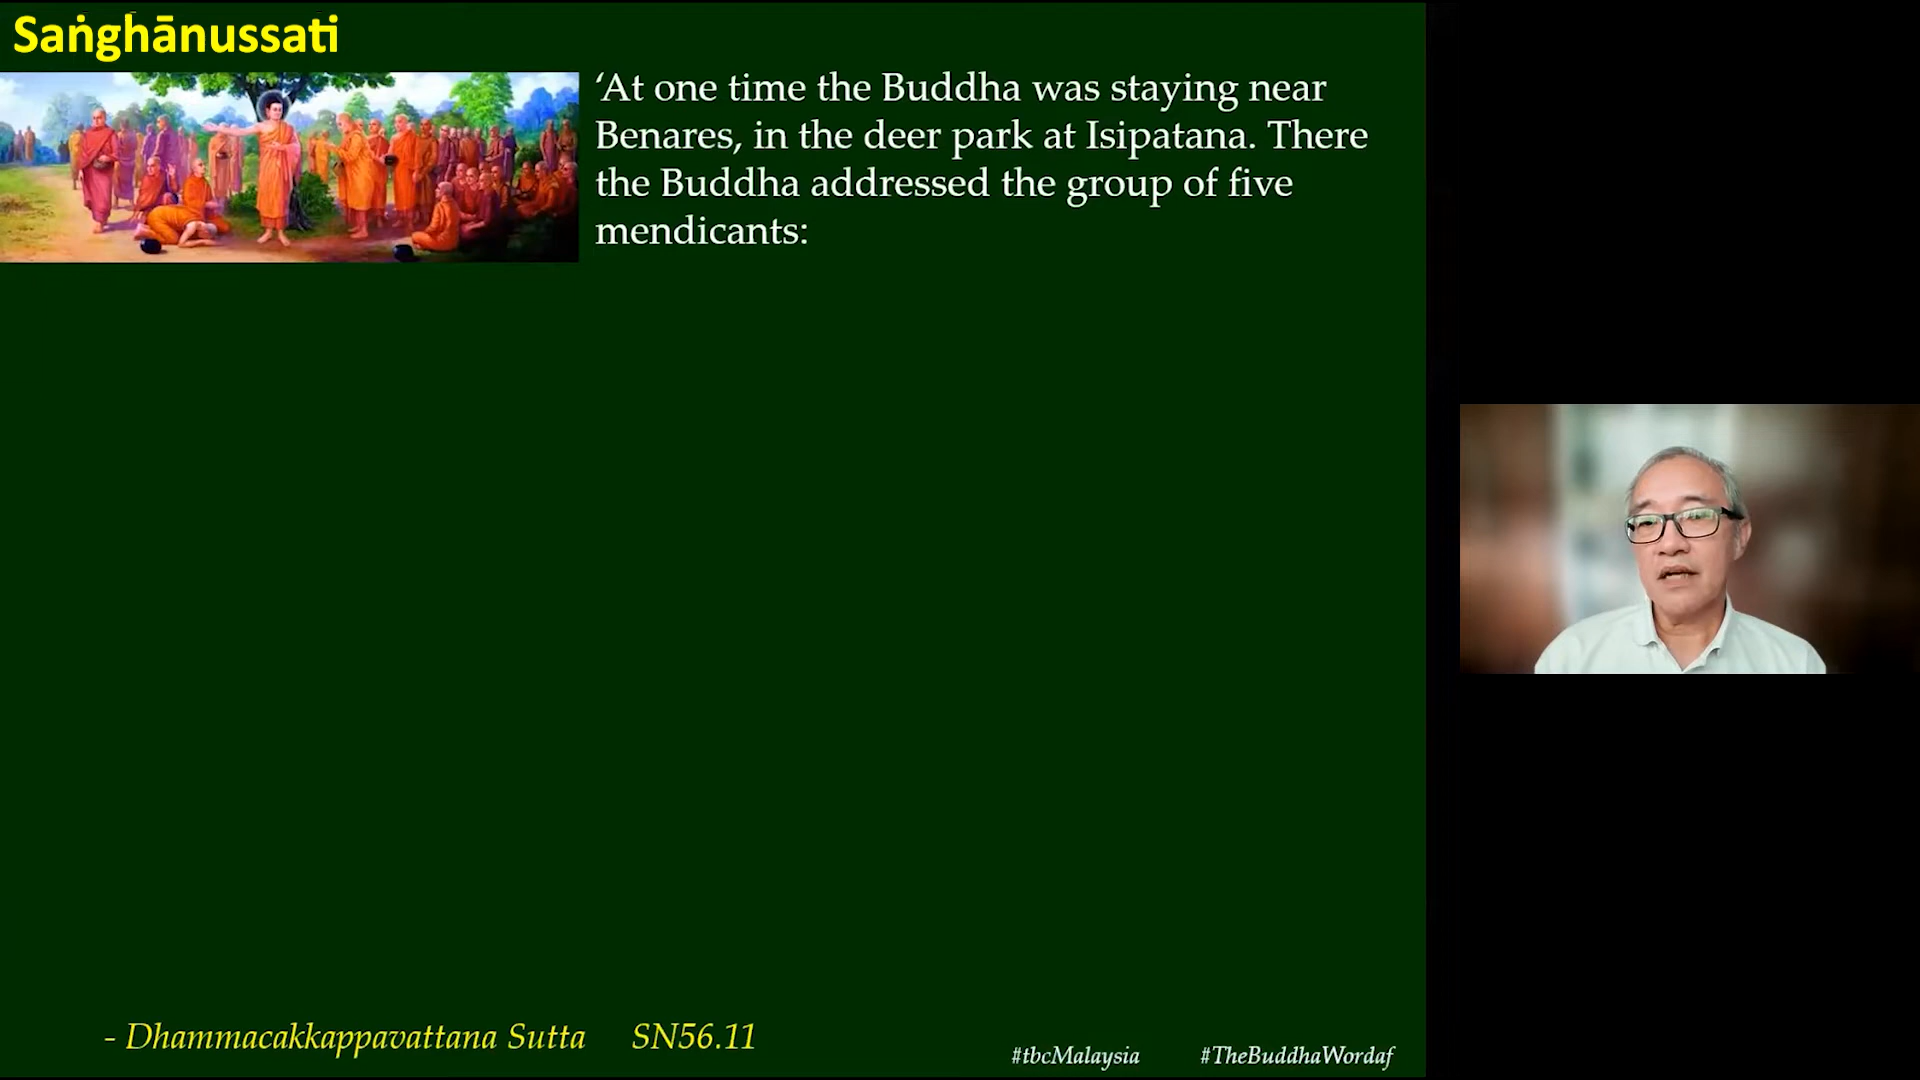 Saṅghānussati
‘At one time the Buddha was staying near
Benares, in the deer park at Isipatana. There
the Buddha addressed the group of five
mendicants:
- Dhammacakkappavattana Sutta SN56.11
#tbcMalaysia #TheBuddhaWordaf